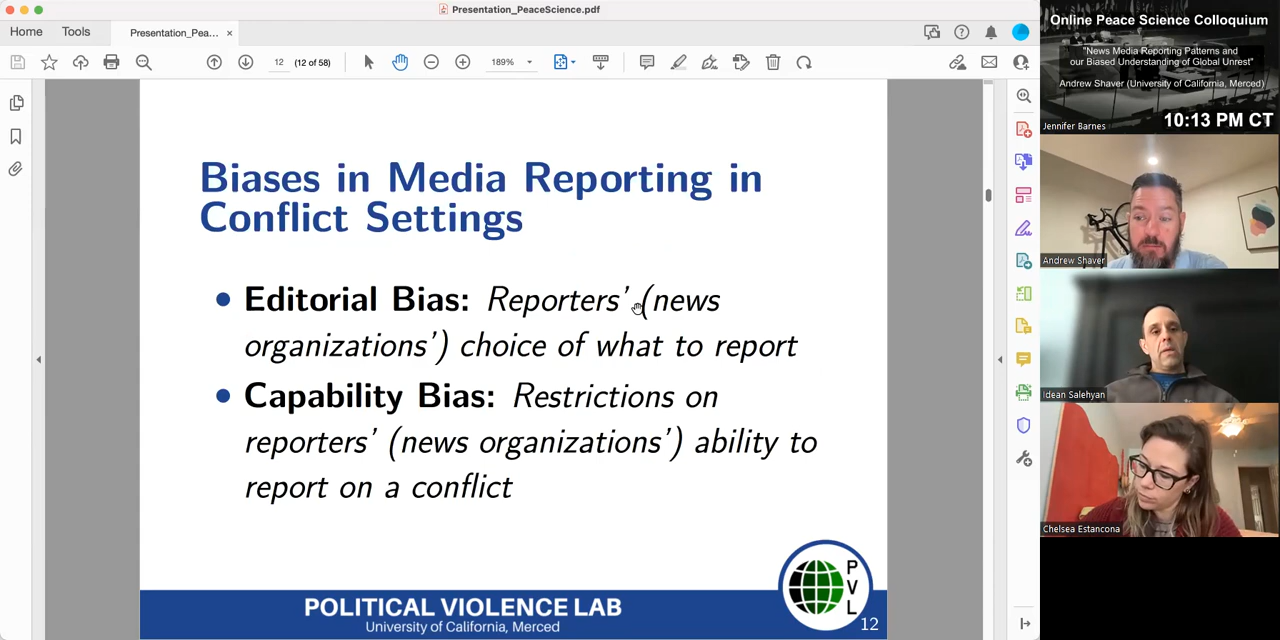 Presentation_PeaceScience.pdf
Home
Tools
Presentation_Pea...
12
(12 of 58)
189%
Biases in Media Reporting in
Conflict Settings
Editorial Bias: Reporters' (news
organizations') choice of what to report
Capability Bias: Restrictions on
reporters' (news organizations') ability to
report on a conflict
POLITICAL VIOLENCE LAB
University of California, Merced
P
V
L
12
Online Peace Science Colloquium
"News Media Reporting Patterns and
our Biased Understanding of Global Unrest"
Andrew Shaver (University of California, Merced)
10:13 PM CT
Jennifer Barnes
Andrew Shaver
Idean Salehyan
Chelsea Estancona